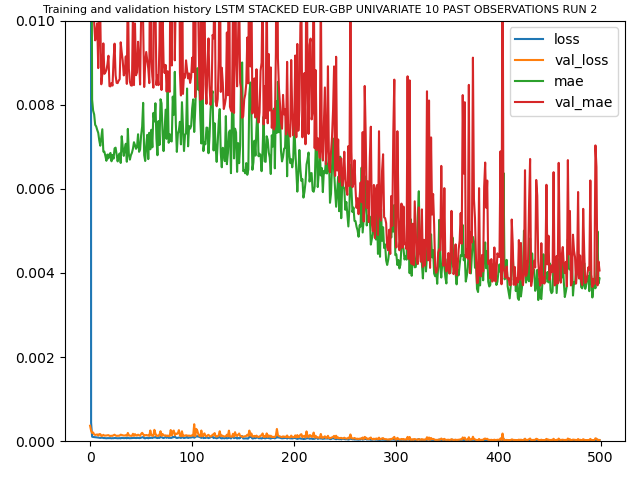 Training and validation history LSTM STACKED EUR-GBP UNIVARIATE 10 PAST OBSERVATIONS RUN 2
0.010
0.008
0.006
0.004
0.002
0.000
0
100
200
300
400
500
loss
val_loss
mae
val_mae